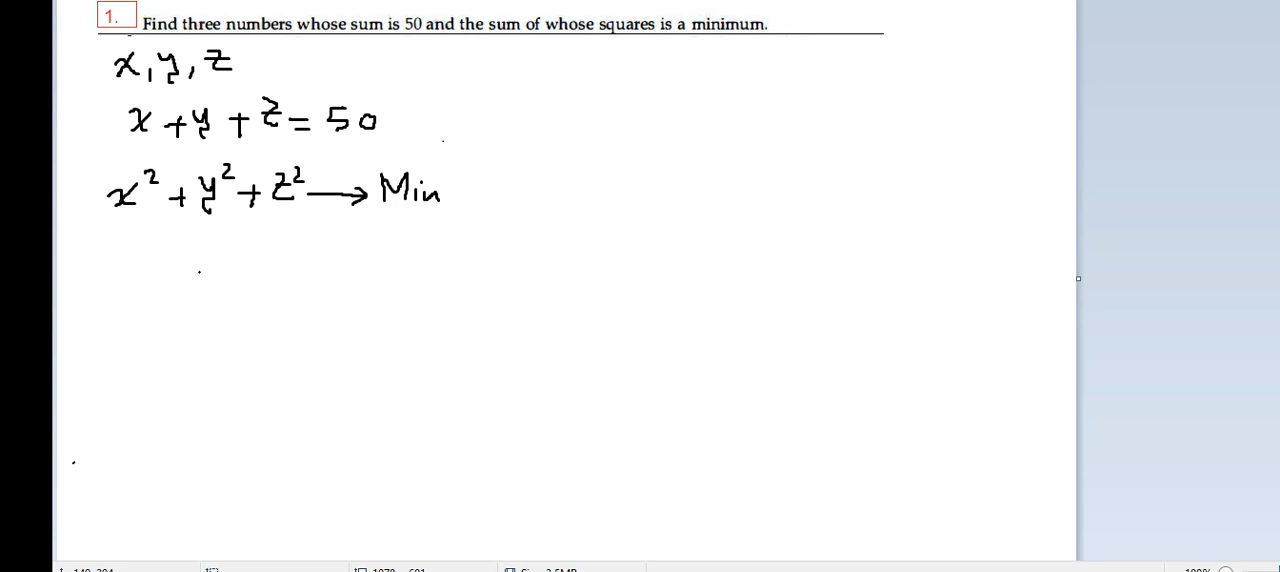 1. Find three numbers whose sum is 50 and the sum of whose squares is a minimum.
x, y, z
x + y + z = 50
x² + y² + z² ⟶ Min
100%